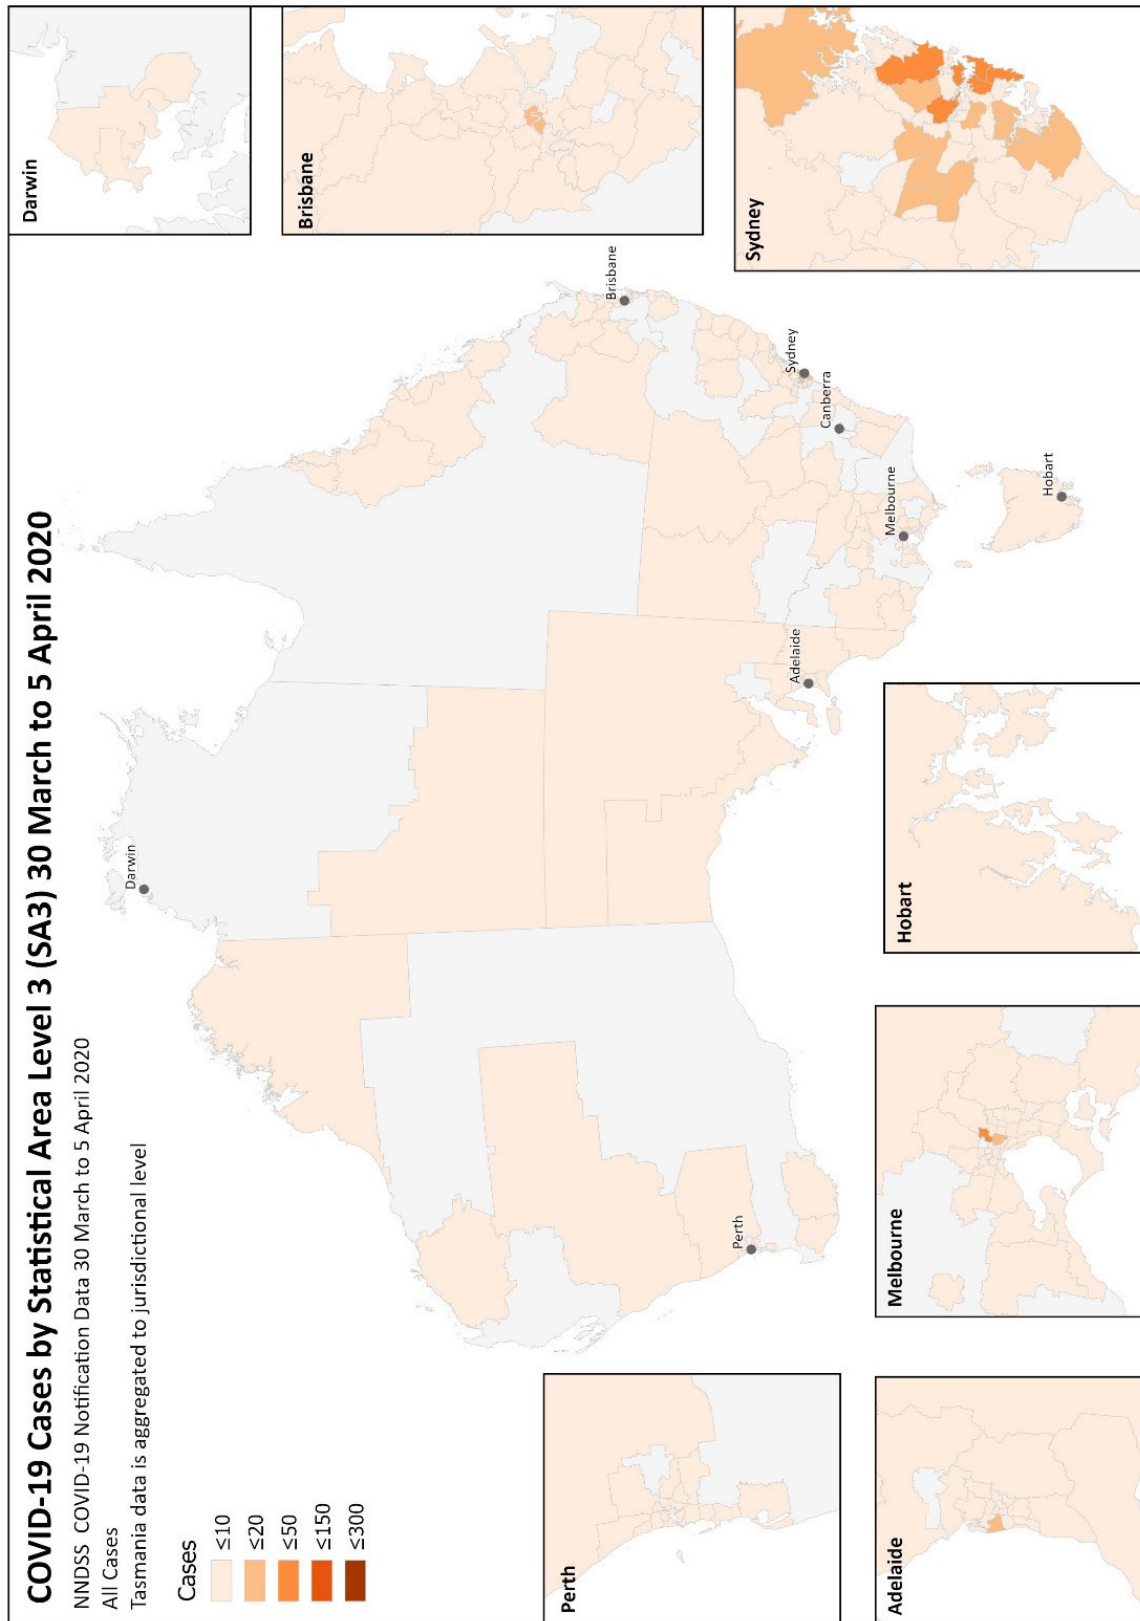 COVID-19 Cases by Statistical Area Level 3 (SA3) 30 March to 5 April 2020
NNDSS COVID-19 Notification Data 30 March to 5 April 2020
All Cases
Tasmania data is aggregated to jurisdictional level
Cases
≤10
≤20
≤50
≤150
≤300
Darwin
Darwin
Brisbane
Brisbane
Sydney
Canberra
Melbourne
Adelaide
Perth
Hobart
Sydney
Perth
Adelaide
Melbourne
Hobart